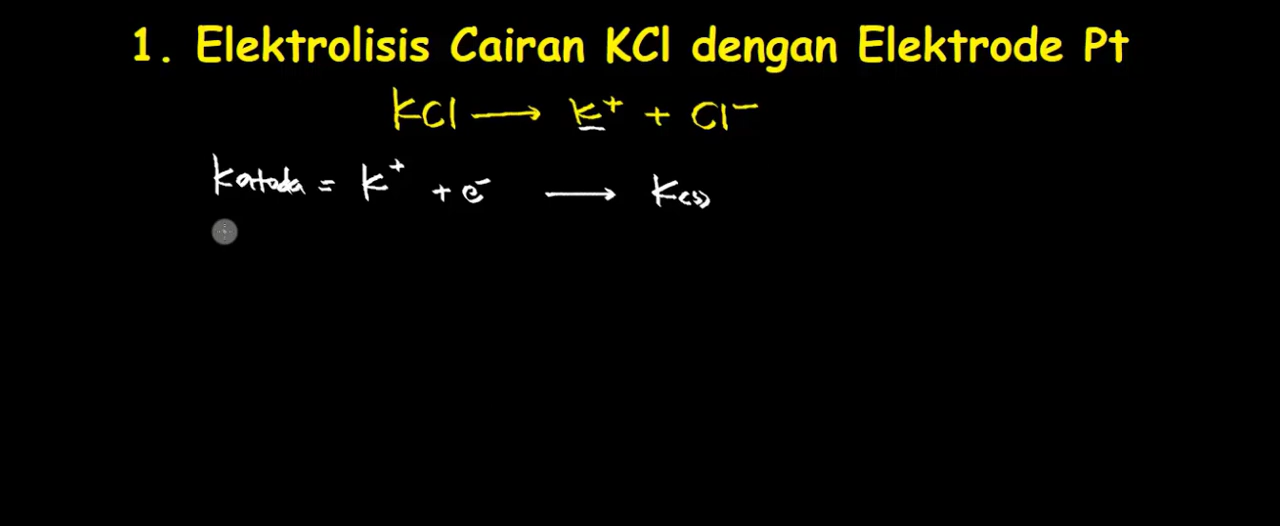 1. Elektrolisis Cairan KCl dengan Elektrode Pt
KCl → K⁺ + Cl⁻
Katoda = K⁺ + e⁻ → K(s)